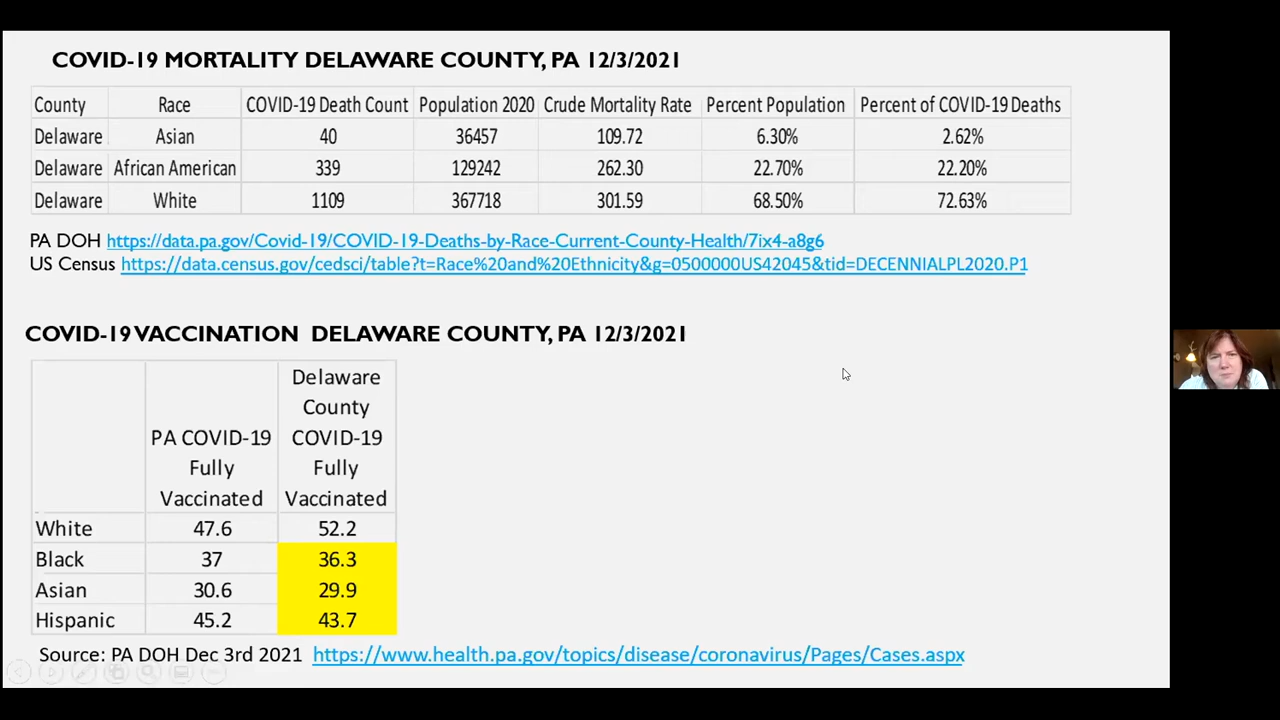 COVID-19 MORTALITY DELAWARE COUNTY, PA 12/3/2021
County Race COVID-19 Death Count Population 2020 Crude Mortality Rate Percent Population Percent of COVID-19 Deaths
Delaware Asian 40 36457 109.72 6.30% 2.62%
Delaware African American 339 129242 262.30 22.70% 22.20%
Delaware White 1109 367718 301.59 68.50% 72.63%
PA DOH https://data.pa.gov/Covid-19/COVID-19-Deaths-by-Race-Current-County-Health/7ix4-a8g6
US Census https://data.census.gov/cedsci/table?t=Race%20and%20Ethnicity&g=0500000US42045&tid=DECENNIALPL2020.P1
COVID-19 VACCINATION DELAWARE COUNTY, PA 12/3/2021
PA COVID-19
Fully
Vaccinated
Delaware
County
COVID-19
Fully
Vaccinated
White 47.6 52.2
Black 37 36.3
Asian 30.6 29.9
Hispanic 45.2 43.7
Source: PA DOH Dec 3rd 2021 https://www.health.pa.gov/topics/disease/coronavirus/Pages/Cases.aspx